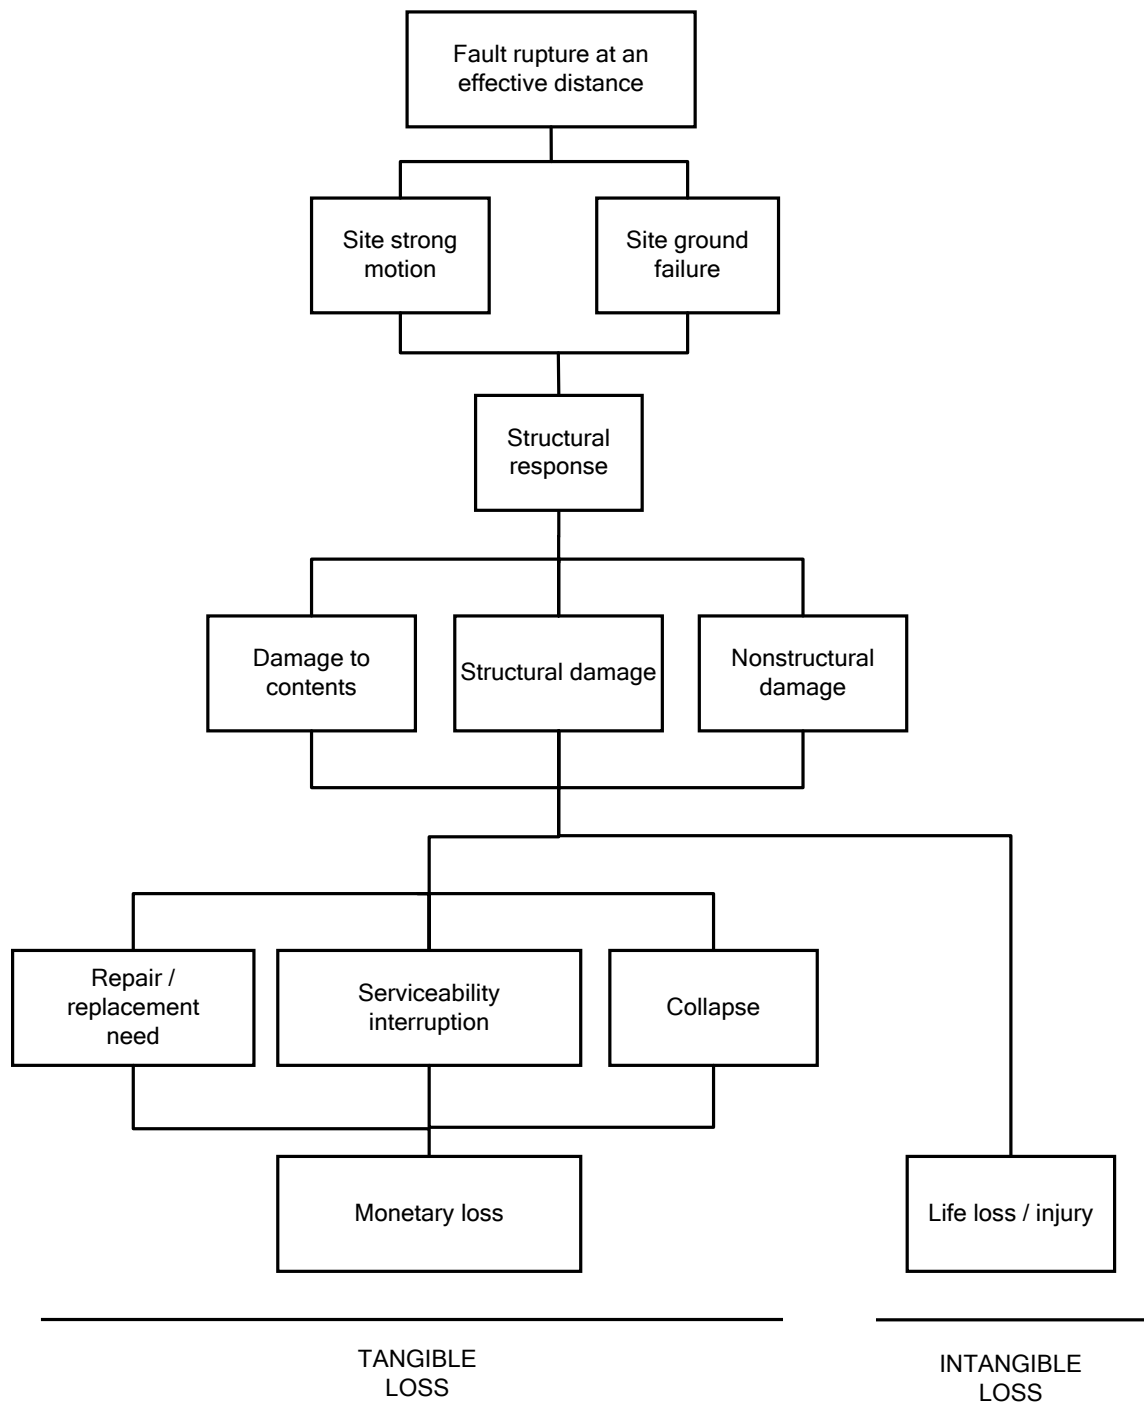 Fault rupture at an
effective distance
Site strong
motion
Site ground
failure
Structural
response
Damage to
contents
Structural damage
Nonstructural
damage
Repair /
replacement
need
Serviceability
interruption
Collapse
Monetary loss
Life loss / injury
TANGIBLE
LOSS
INTANGIBLE
LOSS